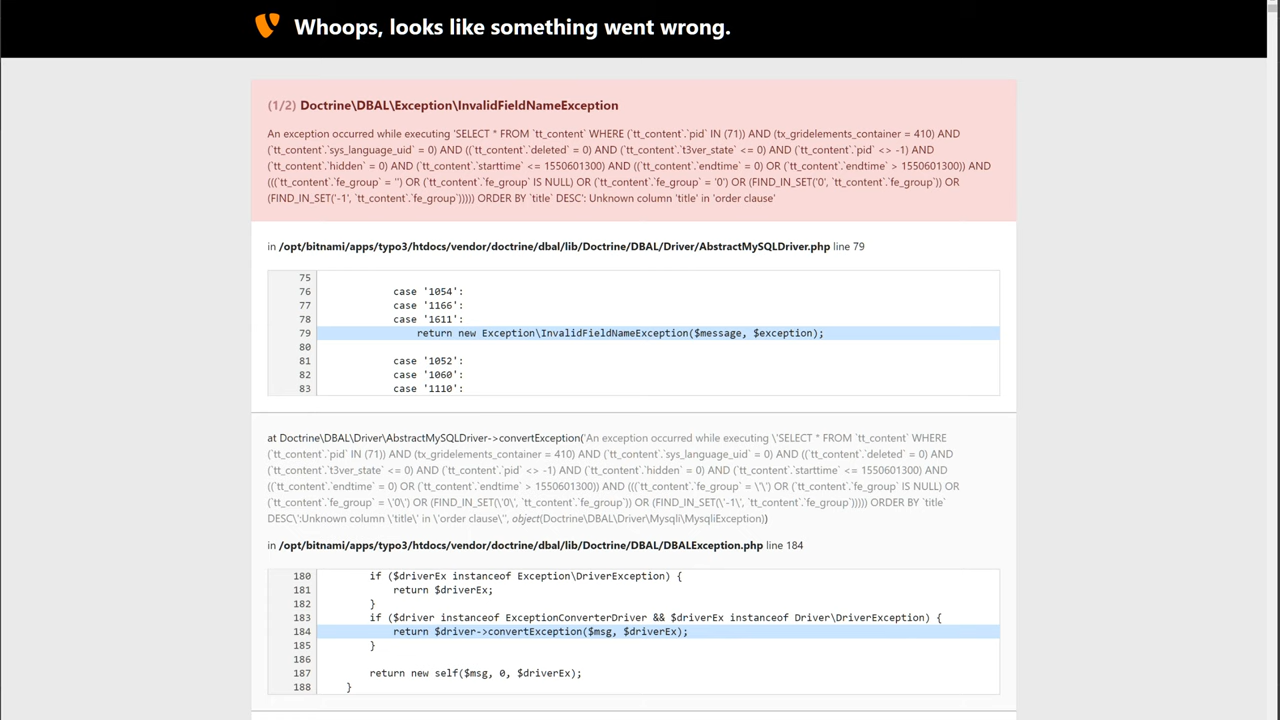 Whoops, looks like something went wrong.
(1/2) Doctrine\DBAL\Exception\InvalidFieldNameException
An exception occurred while executing 'SELECT * FROM `tt_content` WHERE (`tt_content`.`pid` IN (71)) AND (tx_gridelements_container = 410) AND
(`tt_content`.`sys_language_uid` = 0) AND ((`tt_content`.`deleted` = 0) AND (`tt_content`.`t3ver_state` <= 0) AND (`tt_content`.`pid` <> -1) AND
(`tt_content`.`hidden` = 0) AND (`tt_content`.`starttime` <= 1550601300) AND ((`tt_content`.`endtime` = 0) OR (`tt_content`.`endtime` > 1550601300)) AND
(((`tt_content`.`fe_group` = '') OR (`tt_content`.`fe_group` IS NULL) OR (`tt_content`.`fe_group` = '0') OR (FIND_IN_SET('0', `tt_content`.`fe_group`)) OR
(FIND_IN_SET('-1', `tt_content`.`fe_group`))))) ORDER BY `title` DESC': Unknown column 'title' in 'order clause'
in /opt/bitnami/apps/typo3/htdocs/vendor/doctrine/dbal/lib/Doctrine/DBAL/Driver/AbstractMySQLDriver.php line 79
75
76 case '1054':
77 case '1166':
78 case '1611':
79 return new Exception\InvalidFieldNameException($message, $exception);
80
81 case '1052':
82 case '1060':
83 case '1110':
at Doctrine\DBAL\Driver\AbstractMySQLDriver->convertException('An exception occurred while executing \'SELECT * FROM `tt_content` WHERE
(`tt_content`.`pid` IN (71)) AND (tx_gridelements_container = 410) AND (`tt_content`.`sys_language_uid` = 0) AND ((`tt_content`.`deleted` = 0) AND
(`tt_content`.`t3ver_state` <= 0) AND (`tt_content`.`pid` <> -1) AND (`tt_content`.`hidden` = 0) AND (`tt_content`.`starttime` <= 1550601300) AND
((`tt_content`.`endtime` = 0) OR (`tt_content`.`endtime` > 1550601300)) AND (((`tt_content`.`fe_group` = \'\') OR (`tt_content`.`fe_group` IS NULL) OR
(`tt_content`.`fe_group` = \'0\') OR (FIND_IN_SET(\'0\', `tt_content`.`fe_group`)) OR (FIND_IN_SET(\'-1\', `tt_content`.`fe_group`))))) ORDER BY `title`
DESC\':Unknown column \'title\' in \'order clause\'', object(Doctrine\DBAL\Driver\Mysqli\MysqliException))
in /opt/bitnami/apps/typo3/htdocs/vendor/doctrine/dbal/lib/Doctrine/DBAL/DBALException.php line 184
180 if ($driverEx instanceof Exception\DriverException) {
181 return $driverEx;
182 }
183 if ($driver instanceof ExceptionConverterDriver && $driverEx instanceof Driver\DriverException) {
184 return $driver->convertException($msg, $driverEx);
185 }
186
187 return new self($msg, 0, $driverEx);
188 }